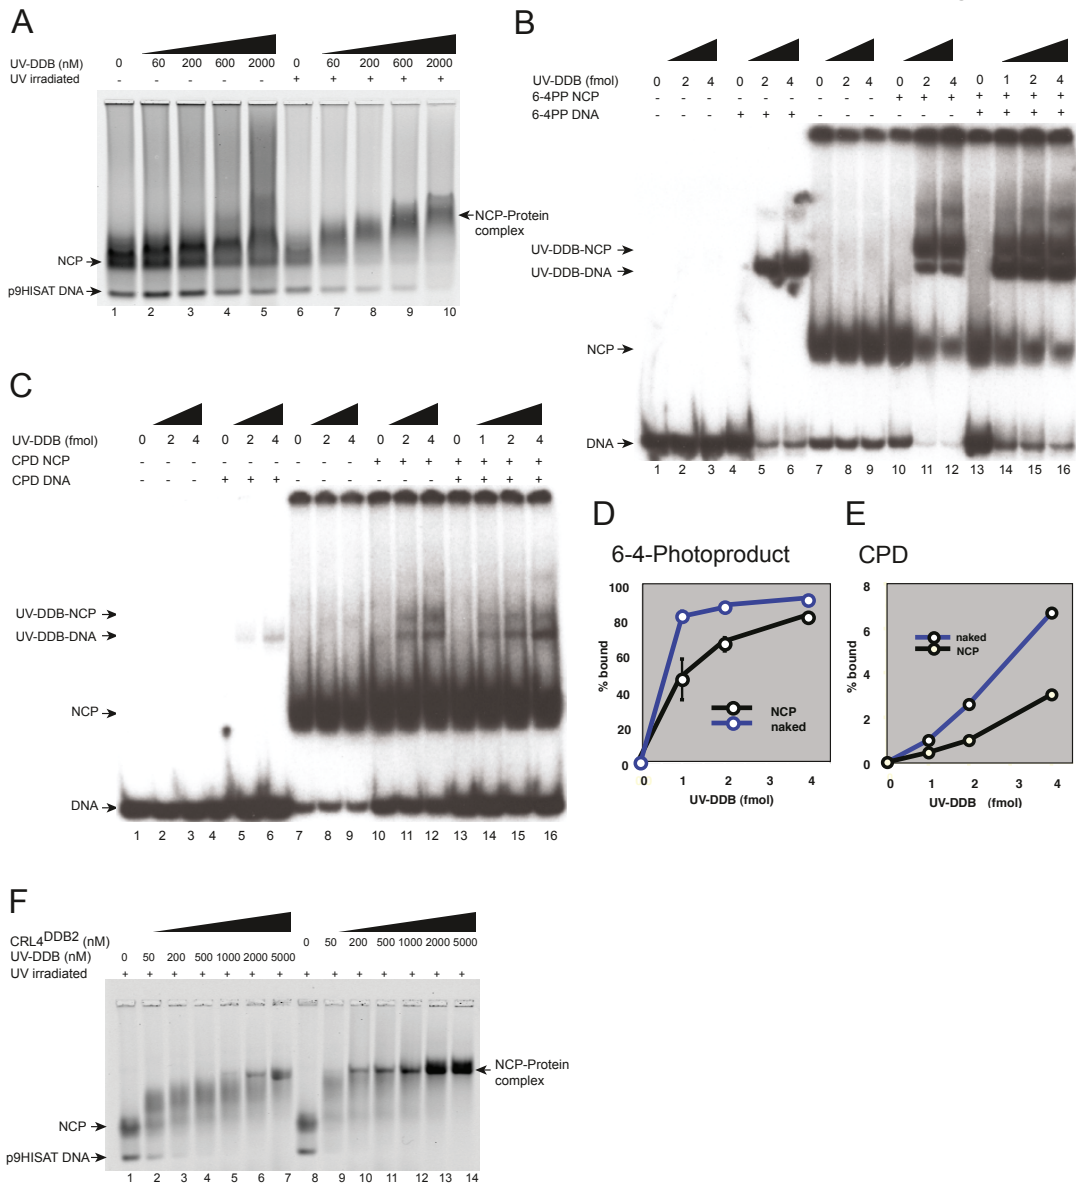 A
UV-DDB (nM) 0 60 200 600 2000 0 60 200 600 2000
UV irradiated - - - - - + + + + +
NCP
p9HISAT DNA
NCP-Protein
complex
1 2 3 4 5 6 7 8 9 10
B
UV-DDB (fmol) 0 2 4 0 2 4 0 2 4 0 2 4 0 1 2 4
6-4PP NCP - - - - - - - - - + + + + + + +
6-4PP DNA - - - + + + - - - - - - + + + +
UV-DDB-NCP
UV-DDB-DNA
NCP
DNA
1 2 3 4 5 6 7 8 9 10 11 12 13 14 15 16
C
UV-DDB (fmol) 0 2 4 0 2 4 0 2 4 0 2 4 0 1 2 4
CPD NCP - - - - - - - - - + + + + + + +
CPD DNA - - - + + + - - - - - - + + + +
UV-DDB-NCP
UV-DDB-DNA
NCP
DNA
1 2 3 4 5 6 7 8 9 10 11 12 13 14 15 16
D
6-4-Photoproduct
% bound
100
80
60
40
20
0
NCP
naked
0 1 2 3 4
UV-DDB (fmol)
E
CPD
% bound
8
6
4
2
0
naked
NCP
0 1 2 3 4
UV-DDB (fmol)
F
CRL4DDB2 (nM) 0 50 200 500 1000 2000 5000
UV-DDB (nM) 0 50 200 500 1000 2000 5000
UV irradiated + + + + + + + + + + + + + +
NCP
p9HISAT DNA
NCP-Protein
complex
1 2 3 4 5 6 7 8 9 10 11 12 13 14